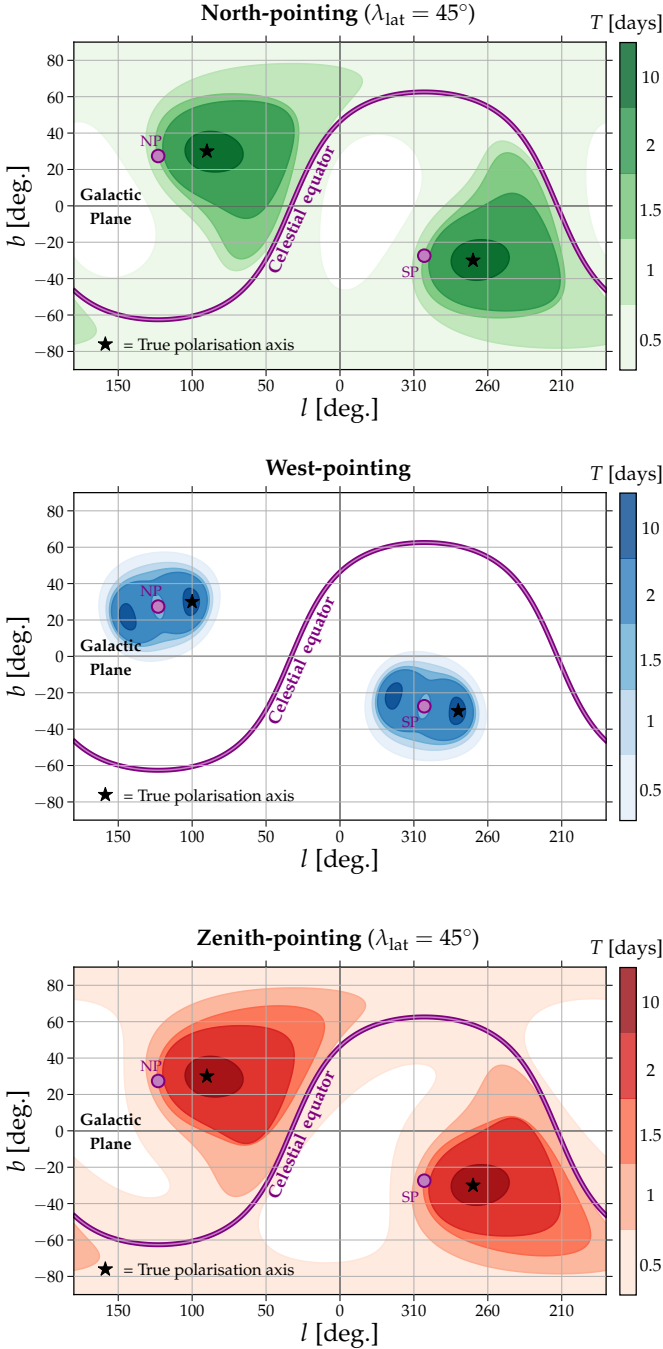 North-pointing (λlat = 45°)
T [days]
80
60
40
20
0
−20
−40
−60
−80
b [deg.]
NP
Galactic
Plane
Celestial equator
SP
★ = True polarisation axis
150
100
50
0
310
260
210
l [deg.]
10
2
1.5
1
0.5
West-pointing
T [days]
80
60
40
20
0
−20
−40
−60
−80
b [deg.]
NP
Galactic
Plane
Celestial equator
SP
★ = True polarisation axis
150
100
50
0
310
260
210
l [deg.]
10
2
1.5
1
0.5
Zenith-pointing (λlat = 45°)
T [days]
80
60
40
20
0
−20
−40
−60
−80
b [deg.]
NP
Galactic
Plane
Celestial equator
SP
★ = True polarisation axis
150
100
50
0
310
260
210
l [deg.]
10
2
1.5
1
0.5